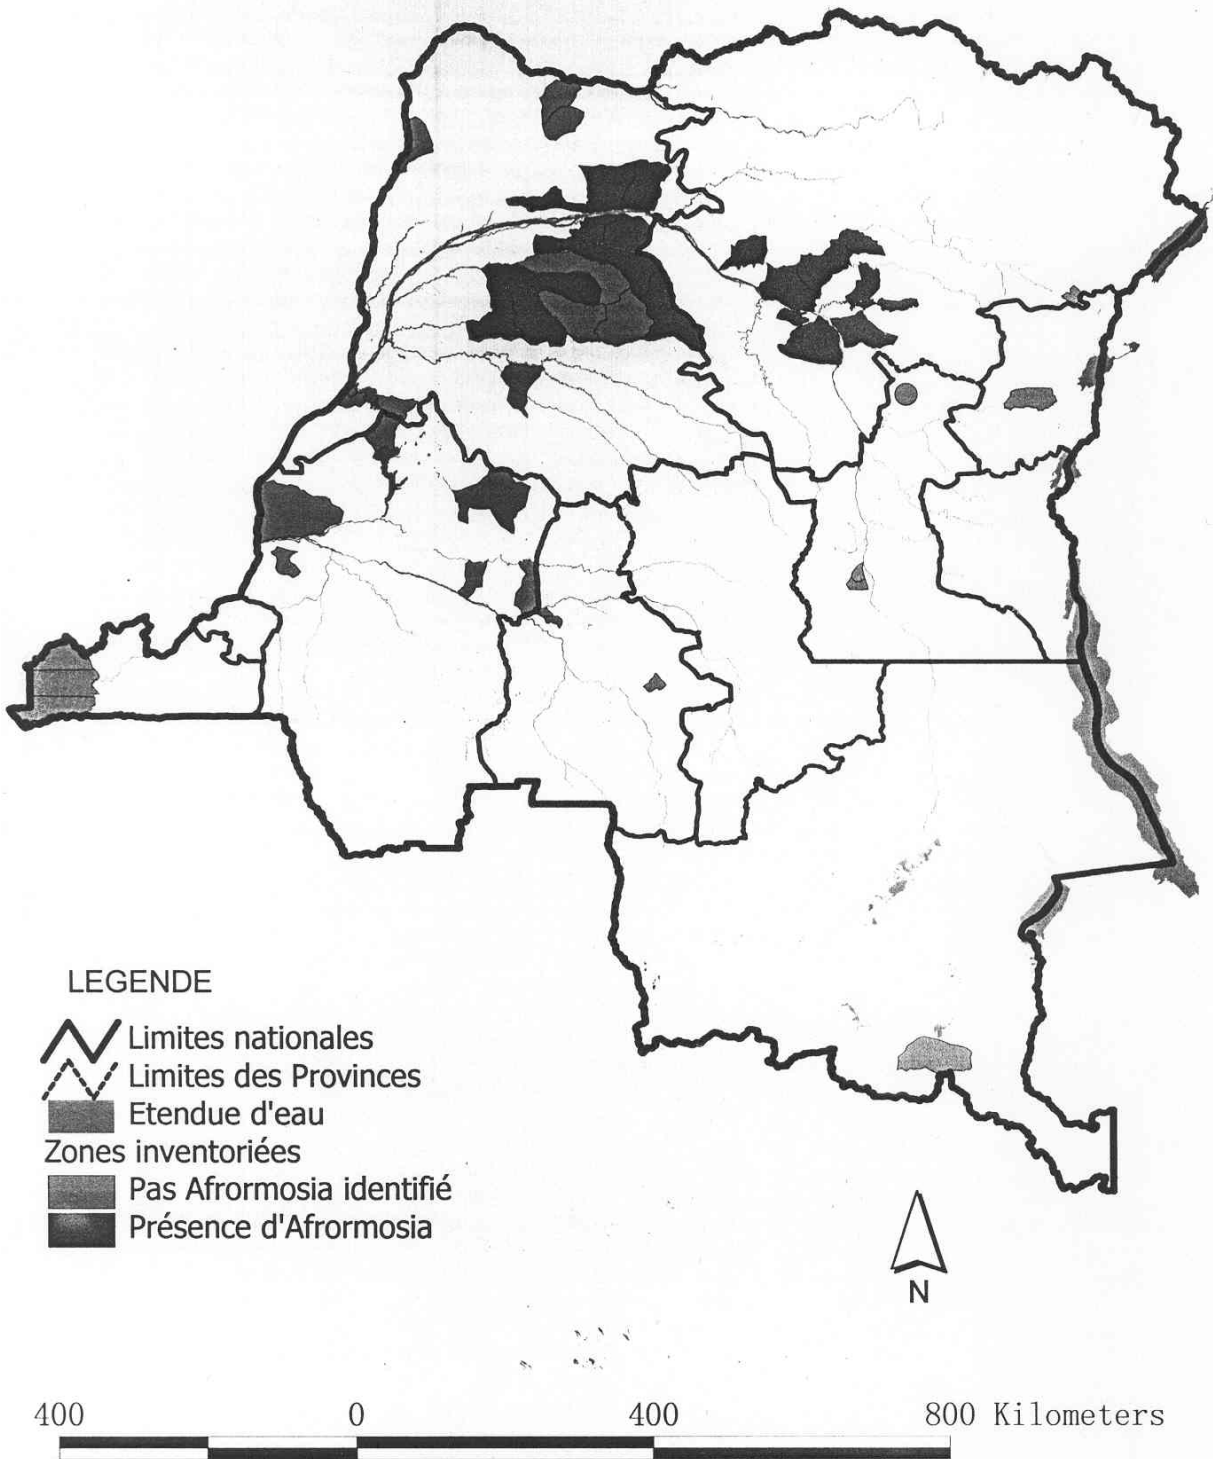 LEGENDE
Limites nationales
Limites des Provinces
Etendue d'eau
Zones inventoriées
Pas Afrormosia identifié
Présence d'Afrormosia
N
400 0 400 800 Kilometers